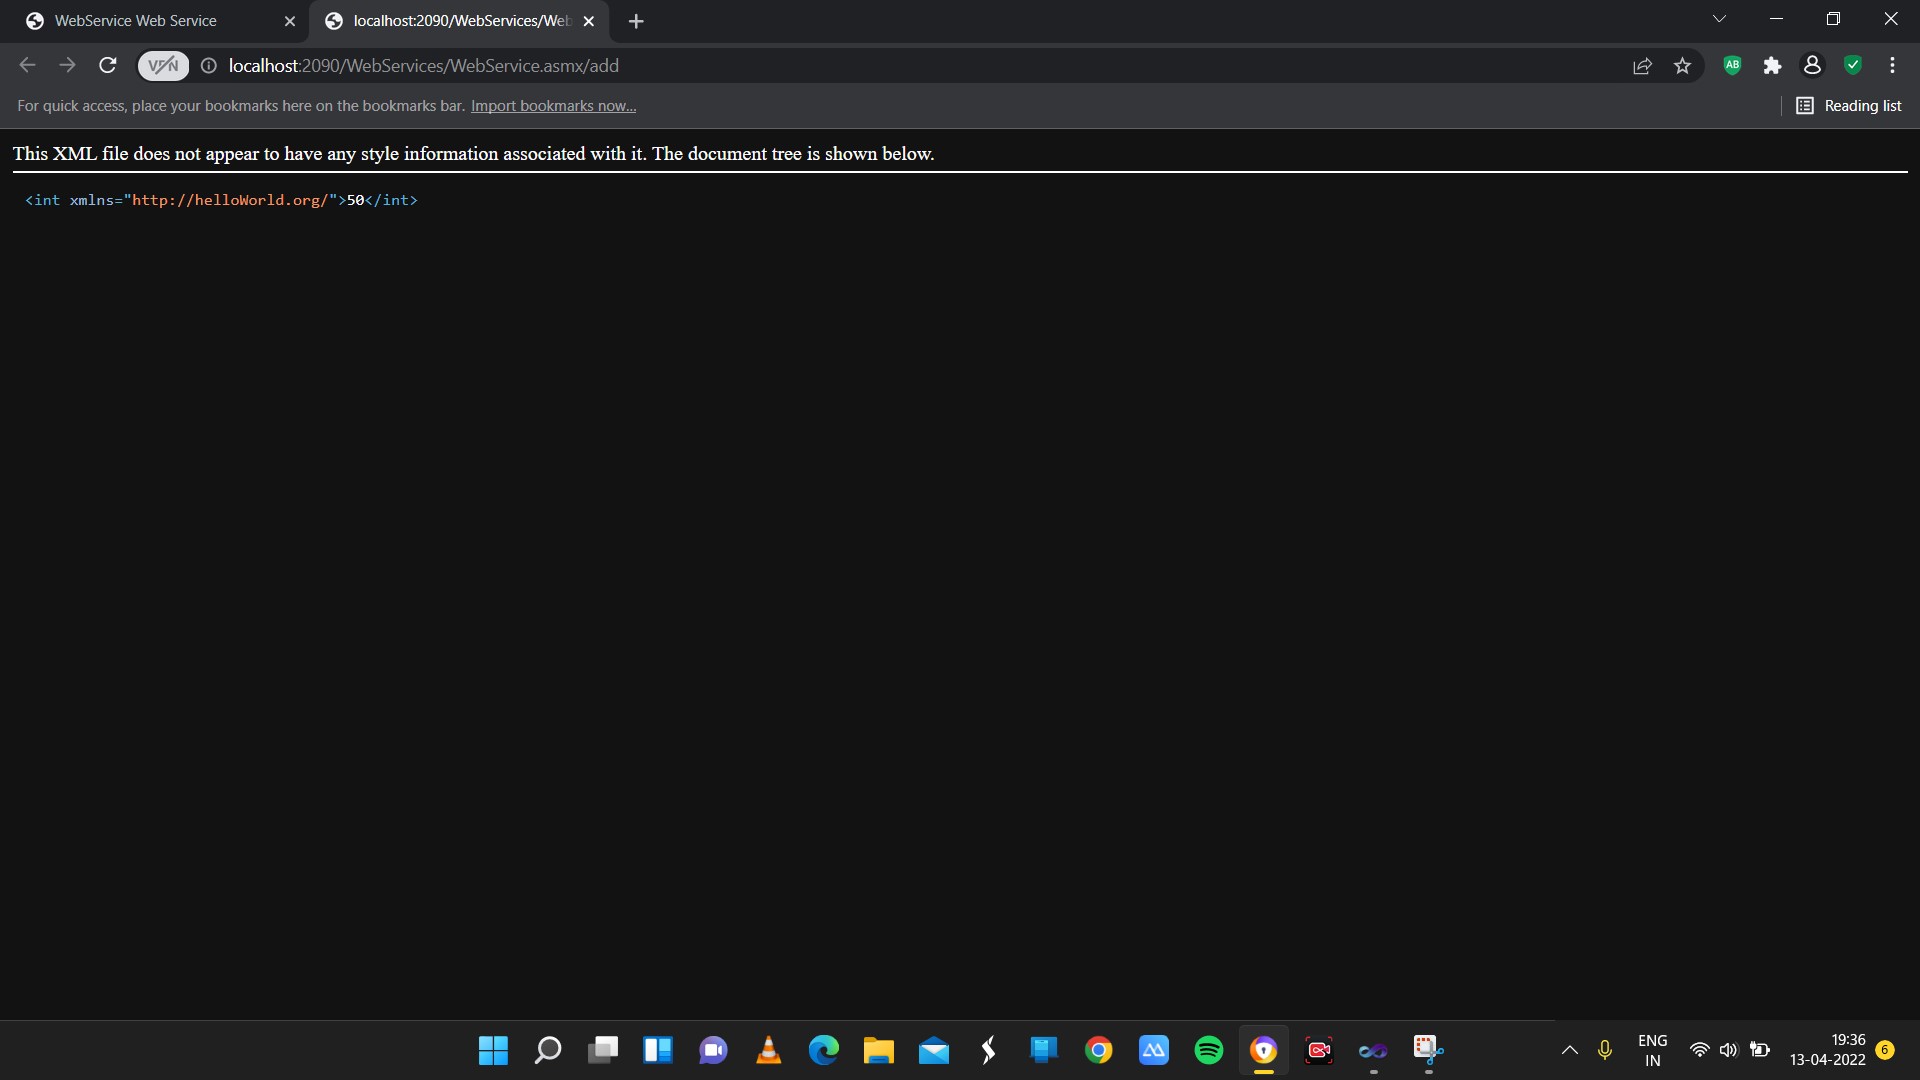 WebService Web Service
localhost:2090/WebServices/Web
VPN
localhost:2090/WebServices/WebService.asmx/add
AB
For quick access, place your bookmarks here on the bookmarks bar. Import bookmarks now...
Reading list
This XML file does not appear to have any style information associated with it. The document tree is shown below.
<int xmlns="http://helloWorld.org/">50</int>
ENG
IN
19:36
13-04-2022
6